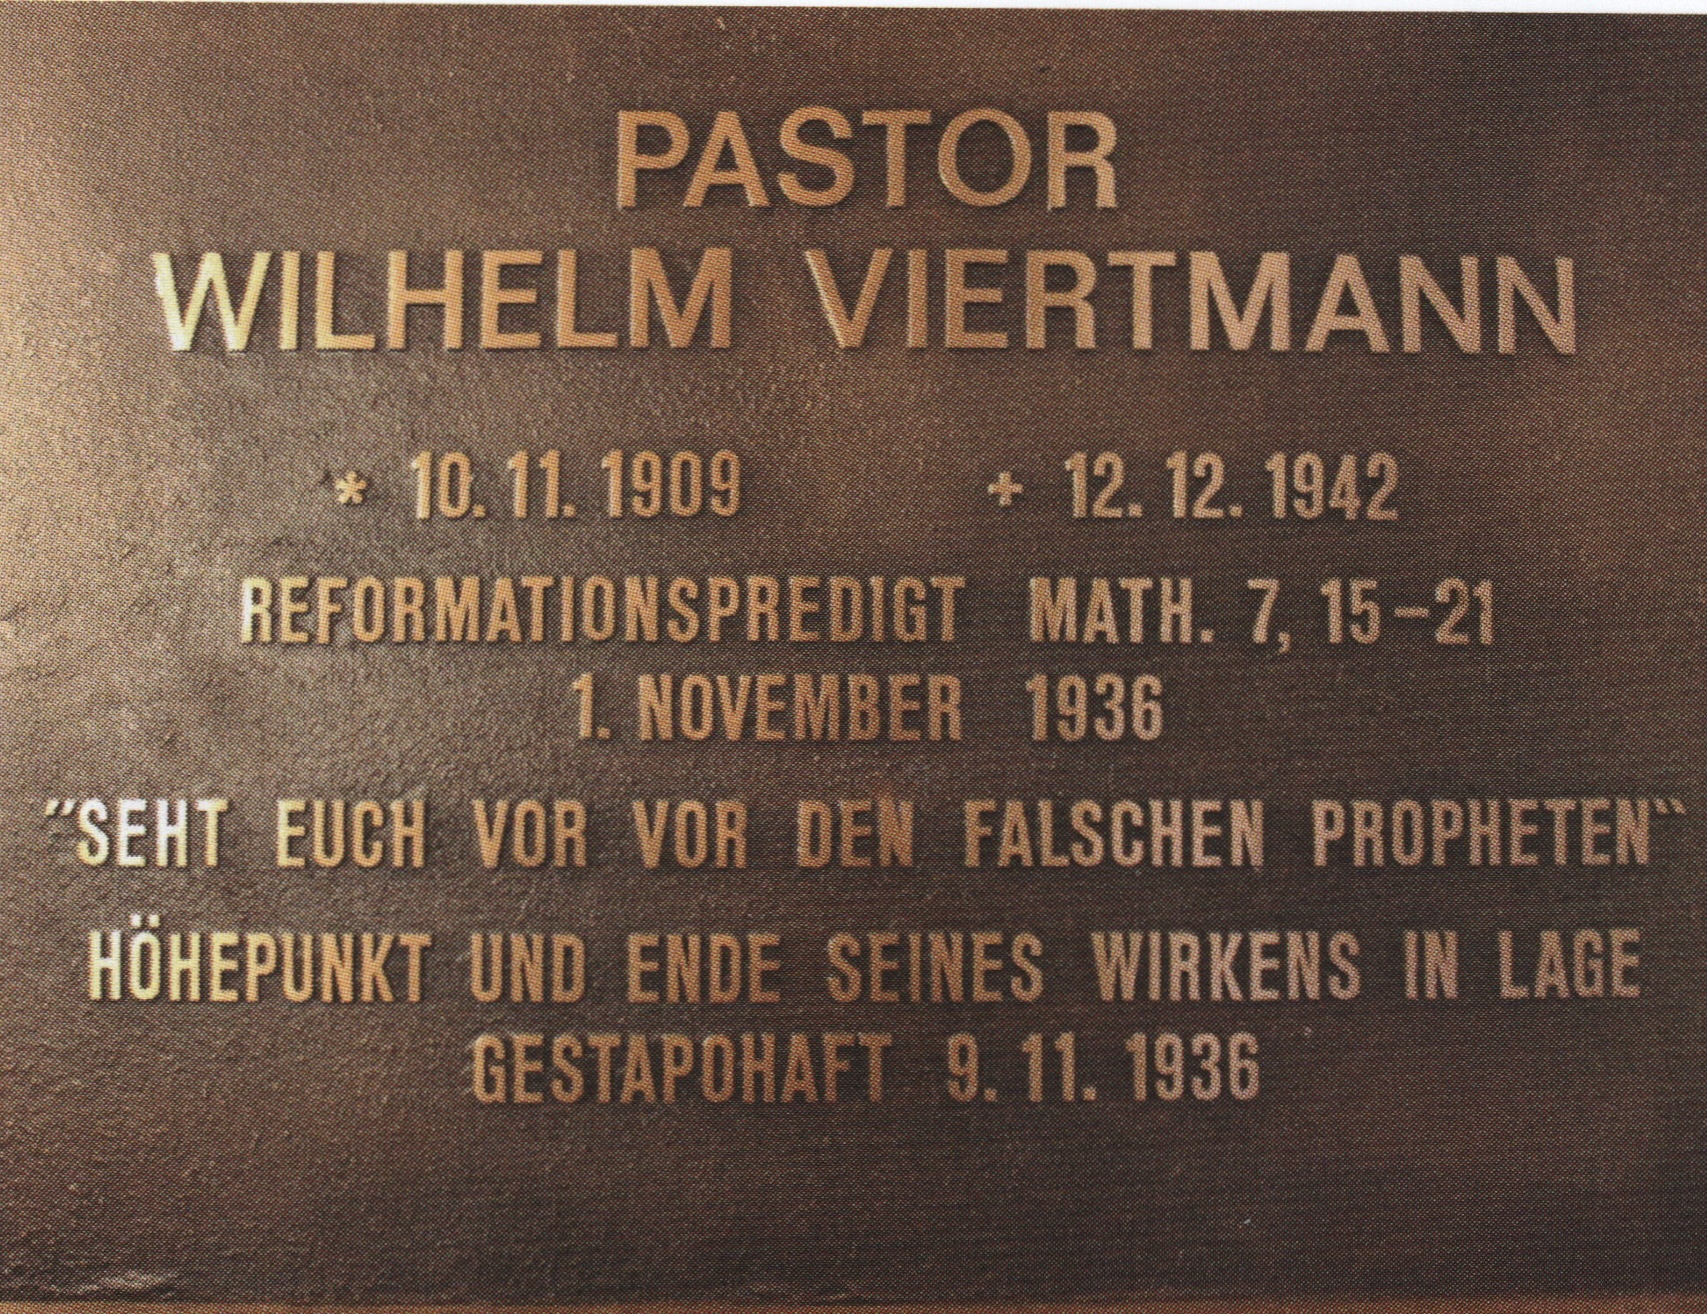 PASTOR
WILHELM VIERTMANN
* 10. 11. 1909 + 12. 12. 1942
REFORMATIONSPREDIGT MATH. 7, 15–21
1. NOVEMBER 1936
"SEHT EUCH VOR VOR DEN FALSCHEN PROPHETEN“
HÖHEPUNKT UND ENDE SEINES WIRKENS IN LAGE
GESTAPOHAFT 9. 11. 1936